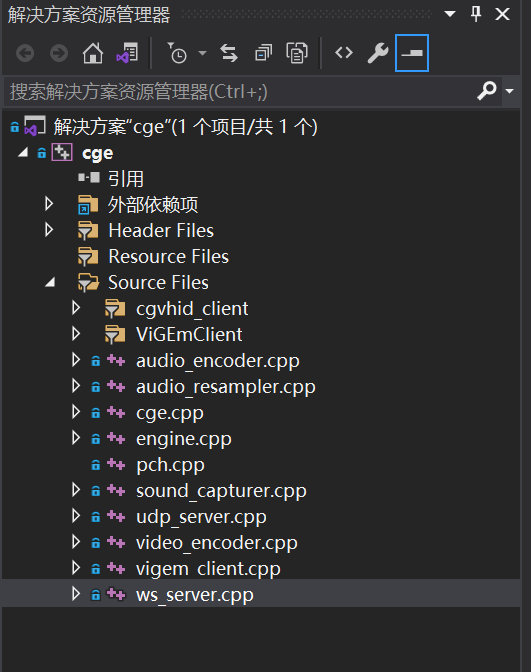 解决方案资源管理器
搜索解决方案资源管理器(Ctrl+;)
解决方案“cge”(1 个项目/共 1 个)
cge
引用
外部依赖项
Header Files
Resource Files
Source Files
cgvhid_client
ViGEmClient
audio_encoder.cpp
audio_resampler.cpp
cge.cpp
engine.cpp
pch.cpp
sound_capturer.cpp
udp_server.cpp
video_encoder.cpp
vigem_client.cpp
ws_server.cpp